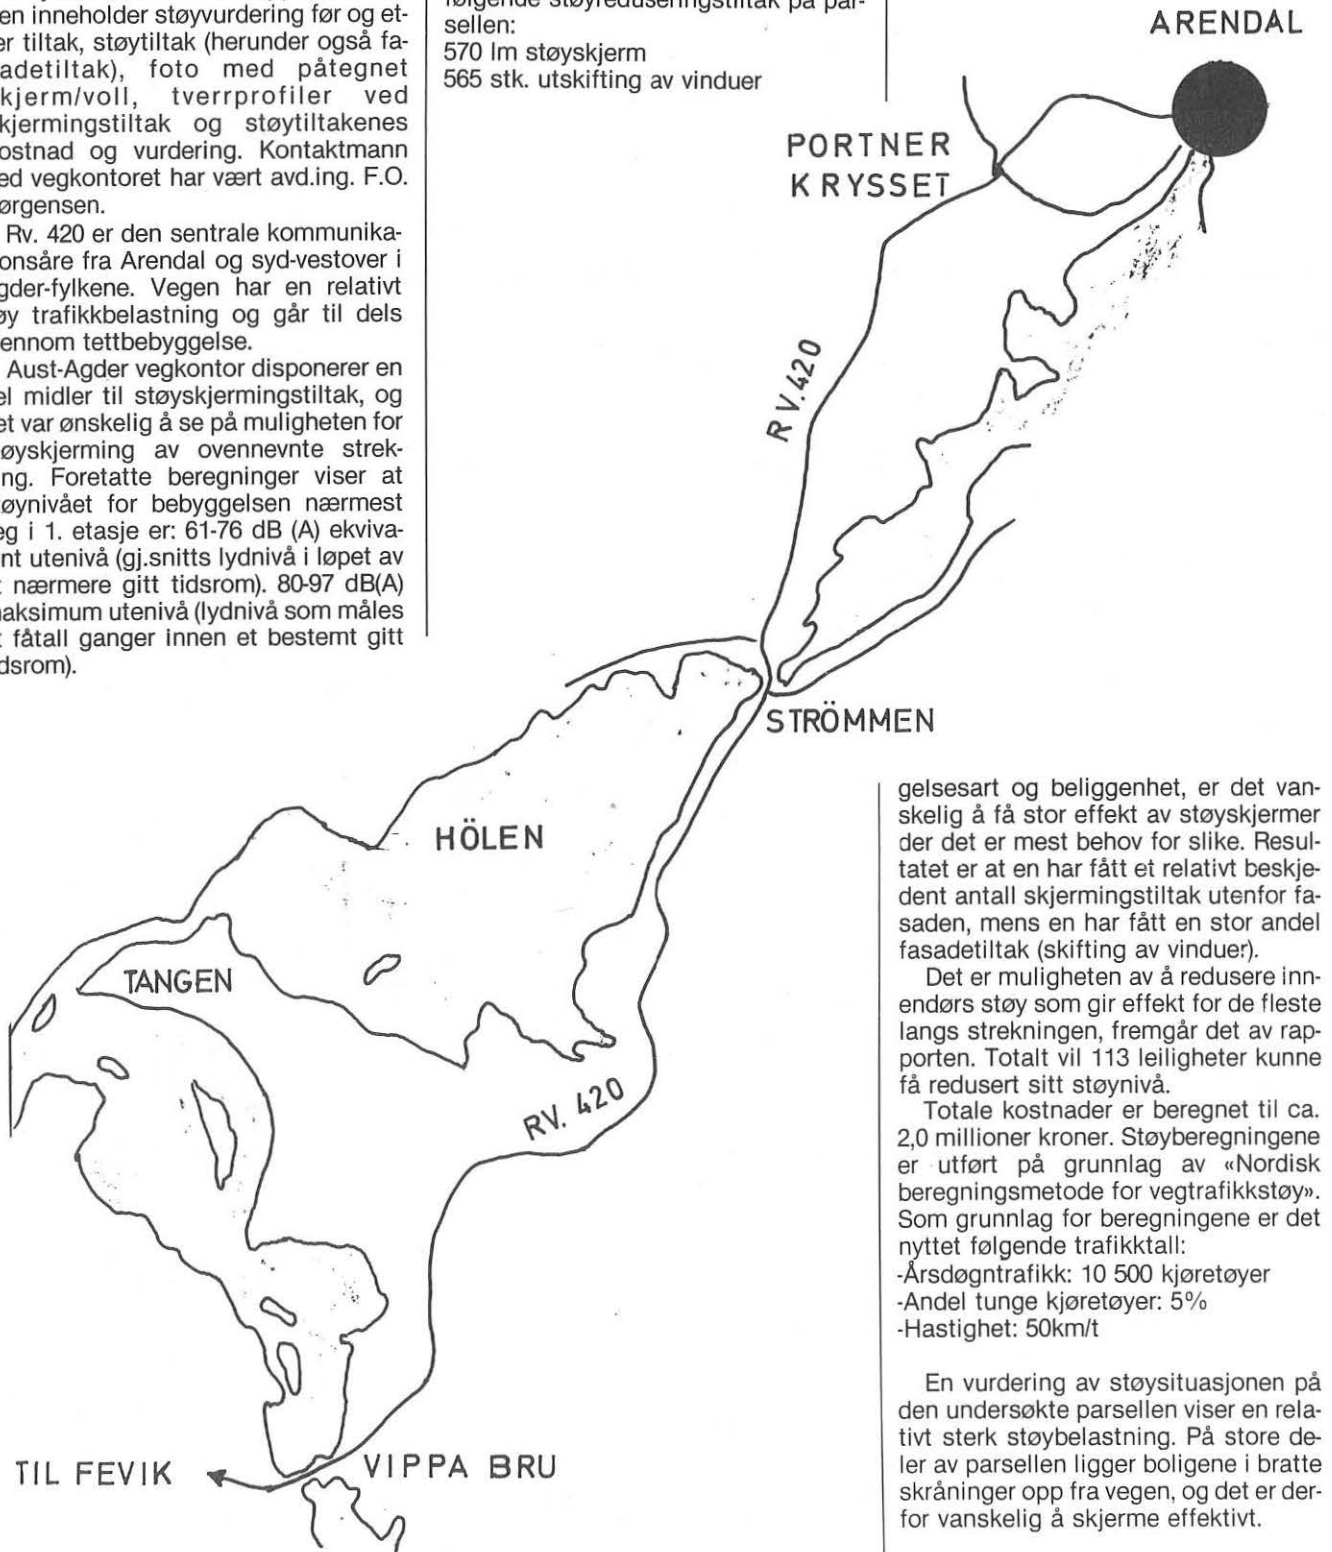 en inneholder støyvurdering før og et-
er tiltak, støytiltak (herunder også fa-
adetiltak), foto med påtegnet
kjerm/voll, tverrprofiler ved
kjermingstiltak og støytiltakenes
ostnad og vurdering. Kontaktmann
ed vegkontoret har vært avd.ing. F.O.
ørgensen.
Rv. 420 er den sentrale kommunika-
onsåre fra Arendal og syd-vestover i
gder-fylkene. Vegen har en relativt
øy trafikkbelastning og går til dels
ennom tettbebyggelse.
Aust-Agder vegkontor disponerer en
el midler til støyskjermingstiltak, og
et var ønskelig å se på muligheten for
øyskjerming av ovennevnte strek-
ng. Foretatte beregninger viser at
øynivået for bebyggelsen nærmest
eg i 1. etasje er: 61-76 dB (A) ekviva-
nt utenivå (gj.snitts lydnivå i løpet av
t nærmere gitt tidsrom). 80-97 dB(A)
naksimum utenivå (lydnivå som måles
t fåtall ganger innen et bestemt gitt
dsrom).
følgende støyreduseringstiltak på par-
sellen:
570 lm støyskjerm
565 stk. utskifting av vinduer
ARENDAL
PORTNER
KRYSSET
RV.420
STRÖMMEN
HÖLEN
TANGEN
RV. 420
TIL FEVIK
VIPPA BRU
gelsesart og beliggenhet, er det van-
skelig å få stor effekt av støyskjermer
der det er mest behov for slike. Resul-
tatet er at en har fått et relativt beskje-
dent antall skjermingstiltak utenfor fa-
saden, mens en har fått en stor andel
fasadetiltak (skifting av vinduer).
Det er muligheten av å redusere inn-
endørs støy som gir effekt for de fleste
langs strekningen, fremgår det av rap-
porten. Totalt vil 113 leiligheter kunne
få redusert sitt støynivå.
Totale kostnader er beregnet til ca.
2,0 millioner kroner. Støyberegningene
er utført på grunnlag av «Nordisk
beregningsmetode for vegtrafikkstøy».
Som grunnlag for beregningene er det
nyttet følgende trafikktall:
-Årsdøgntrafikk: 10 500 kjøretøyer
-Andel tunge kjøretøyer: 5%
-Hastighet: 50km/t
En vurdering av støysituasjonen på
den undersøkte parsellen viser en rela-
tivt sterk støybelastning. På store de-
ler av parsellen ligger boligene i bratte
skråninger opp fra vegen, og det er der-
for vanskelig å skjerme effektivt.